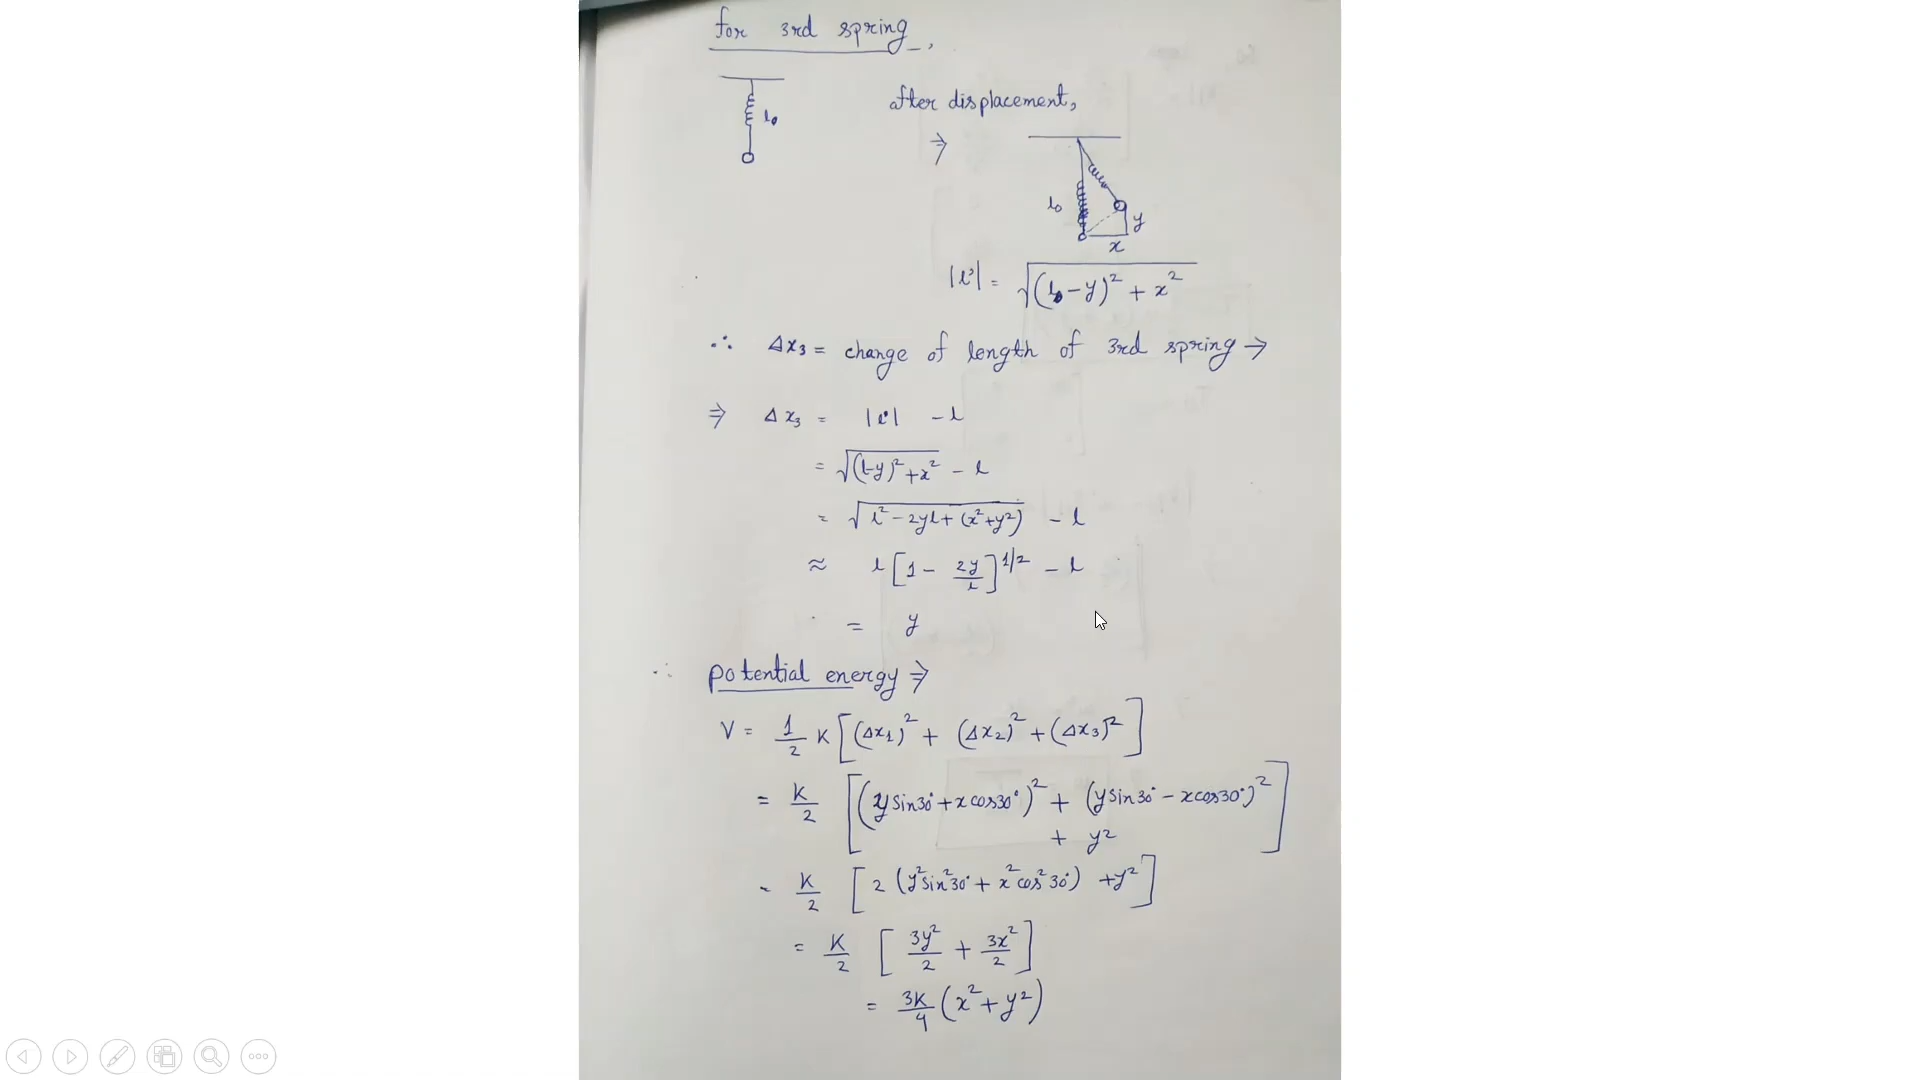 for 3rd spring,
l₀
after displacement,
⇒
l₀
y
x
|l'| = √((l₀-y)² + x²)
∴ Δx₃ = change of length of 3rd spring →
⇒ Δx₃ = |l'| - l
= √((l-y)² + x²) - l
= √(l² - 2yl + (x²+y²)) - l
≈ l [1 - 2y/l]^1/2 - l
= y
∴ potential energy ⇒
V = 1/2 K [(Δx₁)² + (Δx₂)² + (Δx₃)²]
= K/2 [(y sin30° + x cos30°)² + (y sin30° - x cos30°)²
+ y²]
= K/2 [2 (y² sin²30° + x² cos²30°) + y²]
= K/2 [3y²/2 + 3x²/2]
= 3K/4 (x² + y²)